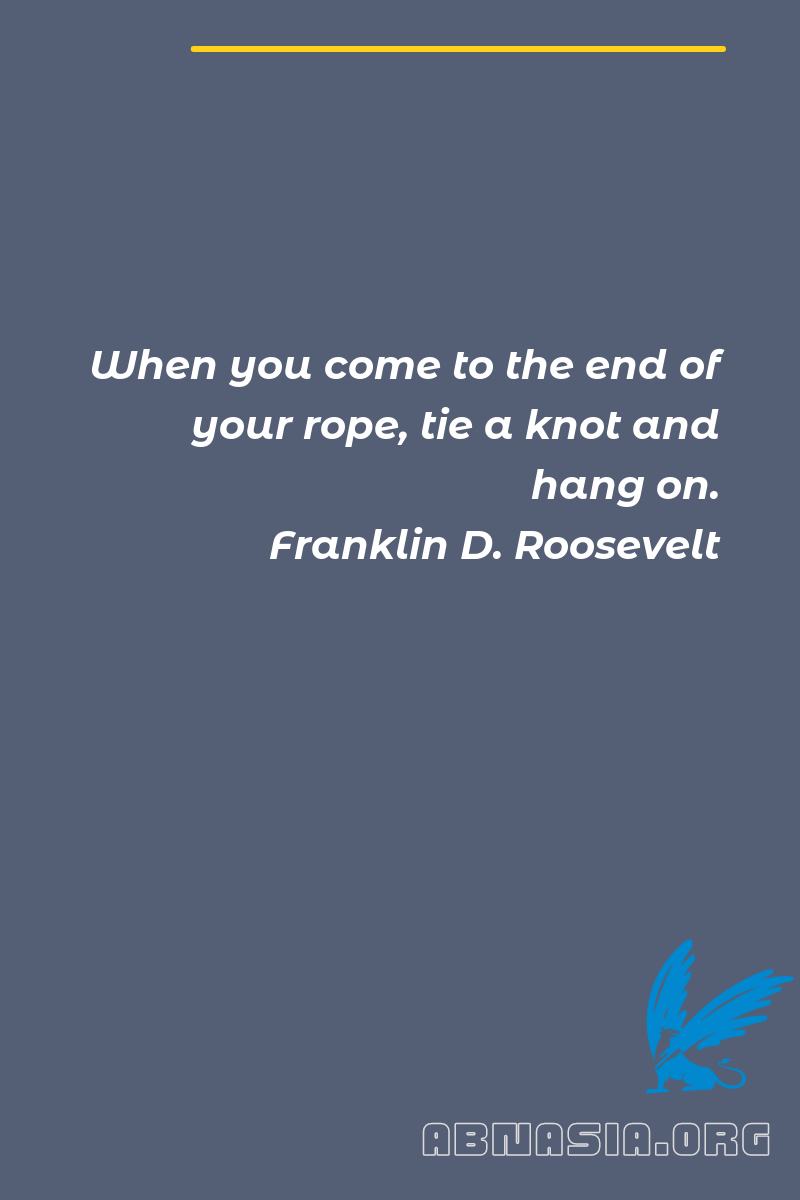 When you come to the end of
your rope, tie a knot and
hang on.
Franklin D. Roosevelt
ABNASIA.ORG